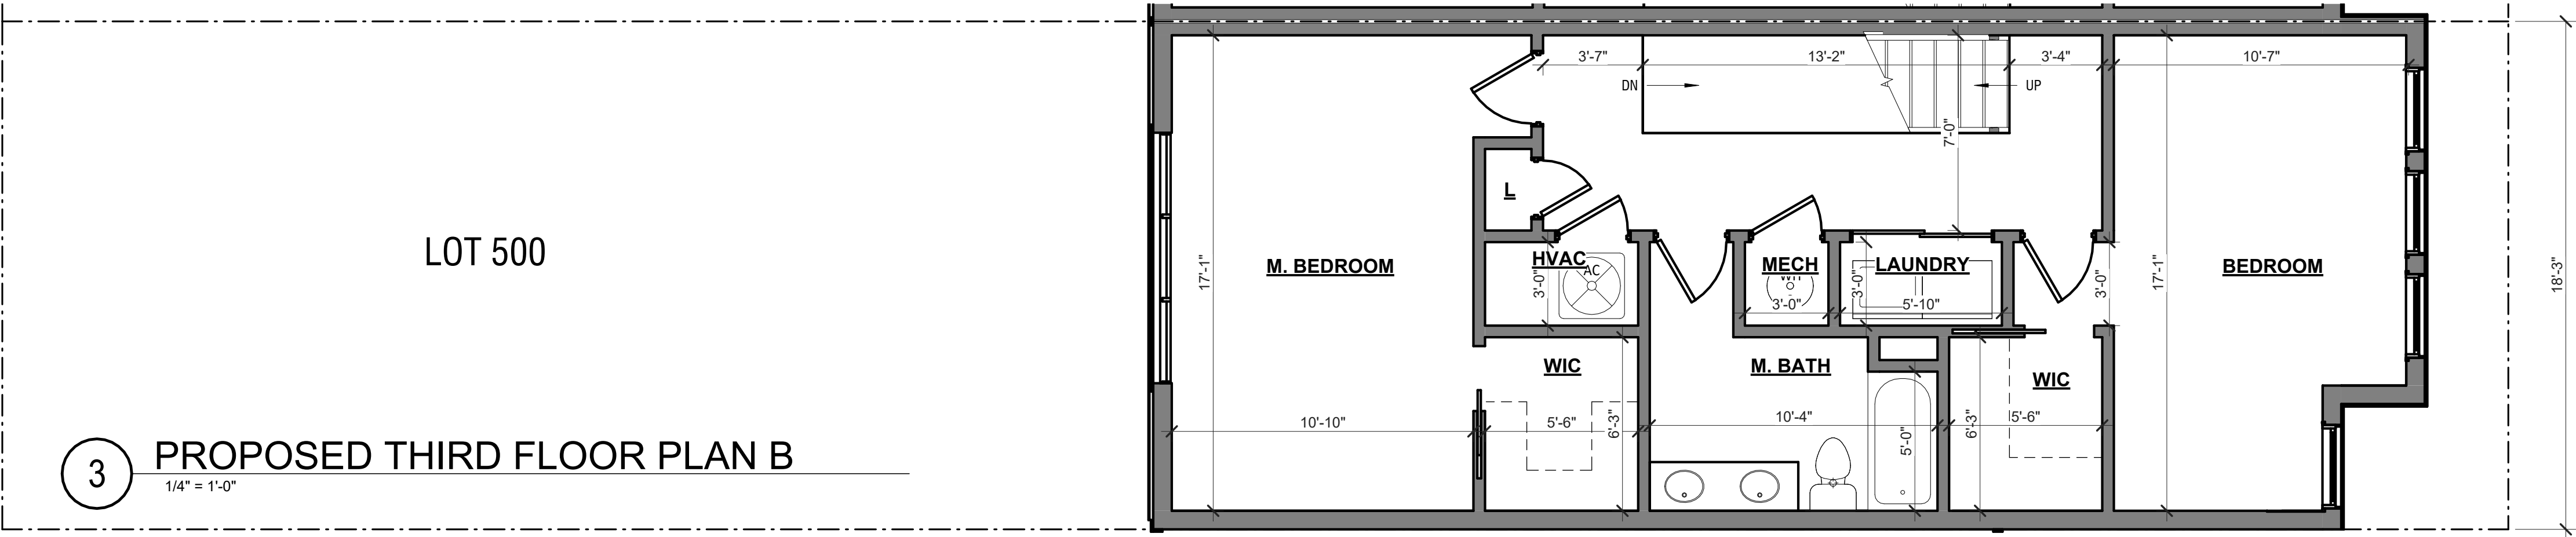 3'-7"
13'-2"
3'-4"
10'-7"
DN
UP
7'-0"
L
LOT 500
M. BEDROOM
17'-1"
HVAC
AC
3'-0"
MECH
WH
3'-0"
LAUNDRY
3'-0"
5'-10"
3'-0"
17'-1"
BEDROOM
18'-3"
WIC
M. BATH
WIC
10'-10"
5'-6"
6'-3"
10'-4"
5'-0"
6'-3"
5'-6"
3
PROPOSED THIRD FLOOR PLAN B
1/4" = 1'-0"